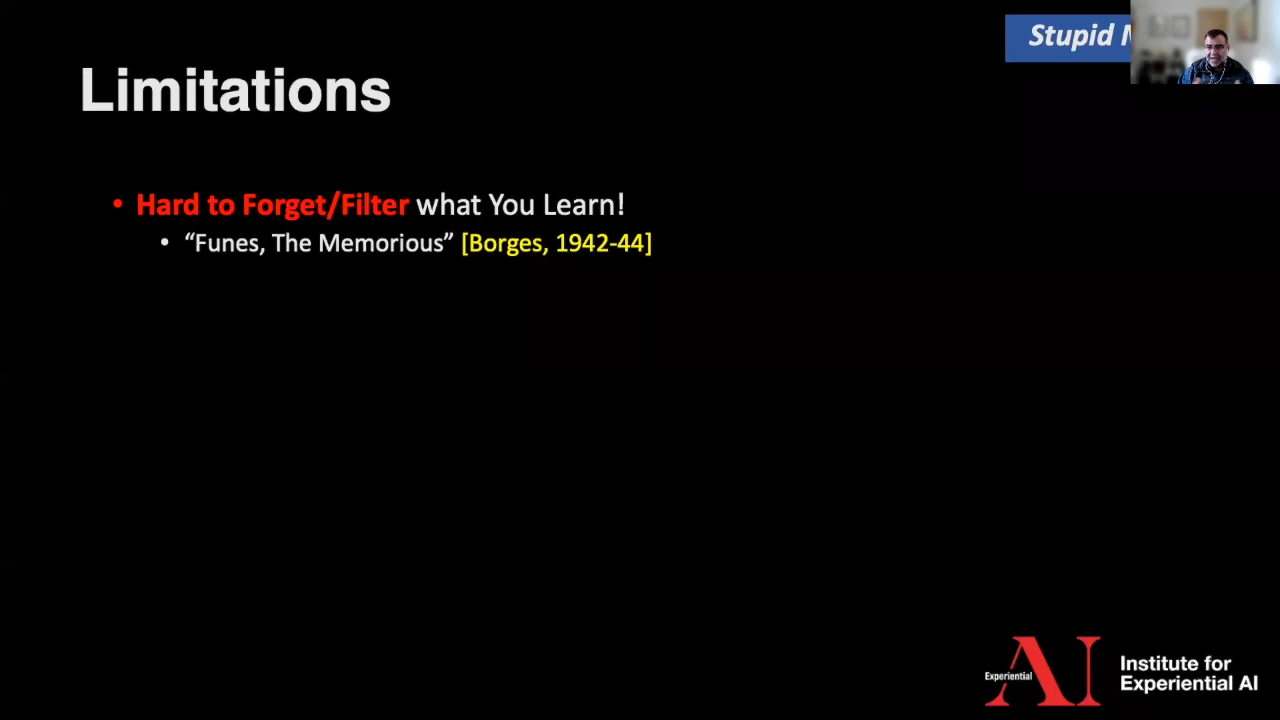 Stupid
Limitations
• Hard to Forget/Filter what You Learn!
• “Funes, The Memorious” [Borges, 1942-44]
Experiential
AI
Institute for
Experiential AI